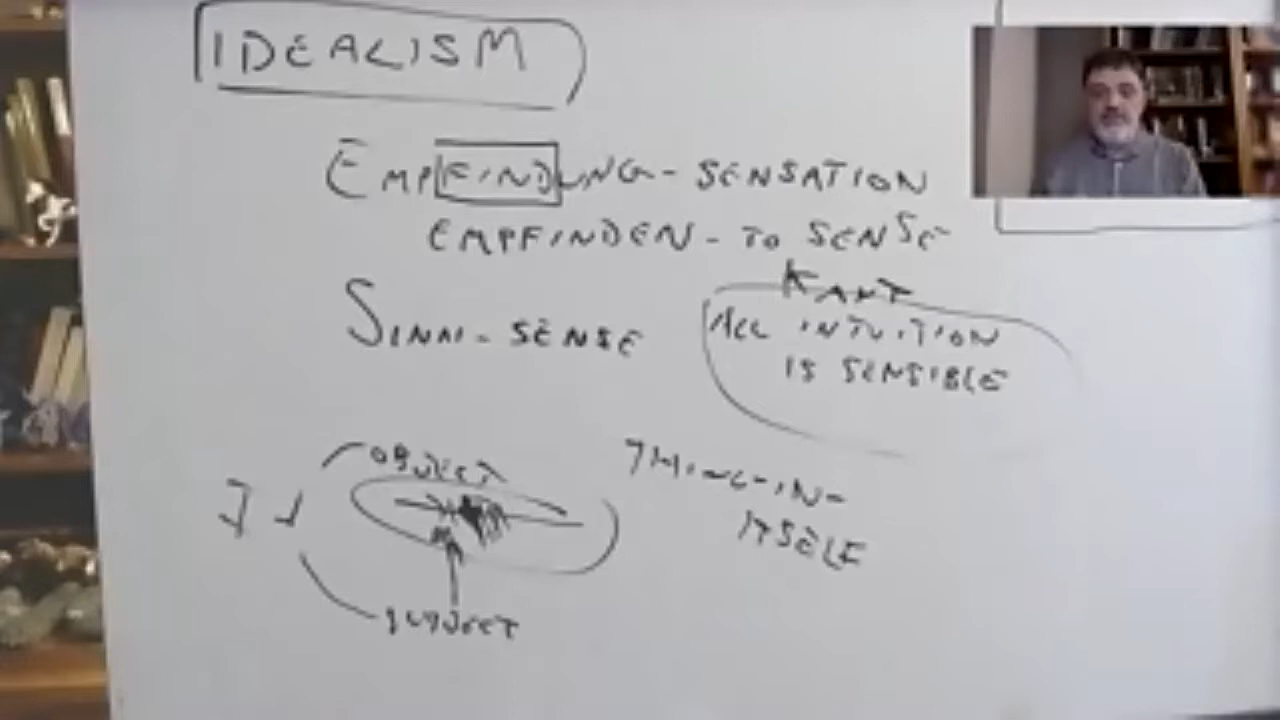 IDEALISM
EMPFINDUNG - SENSATION
EMPFINDEN - TO SENSE
KANT
SINN - SENSE
ALL INTUITION
IS SENSIBLE
OBJECT
THING-IN-
ITSELF
SUBJECT